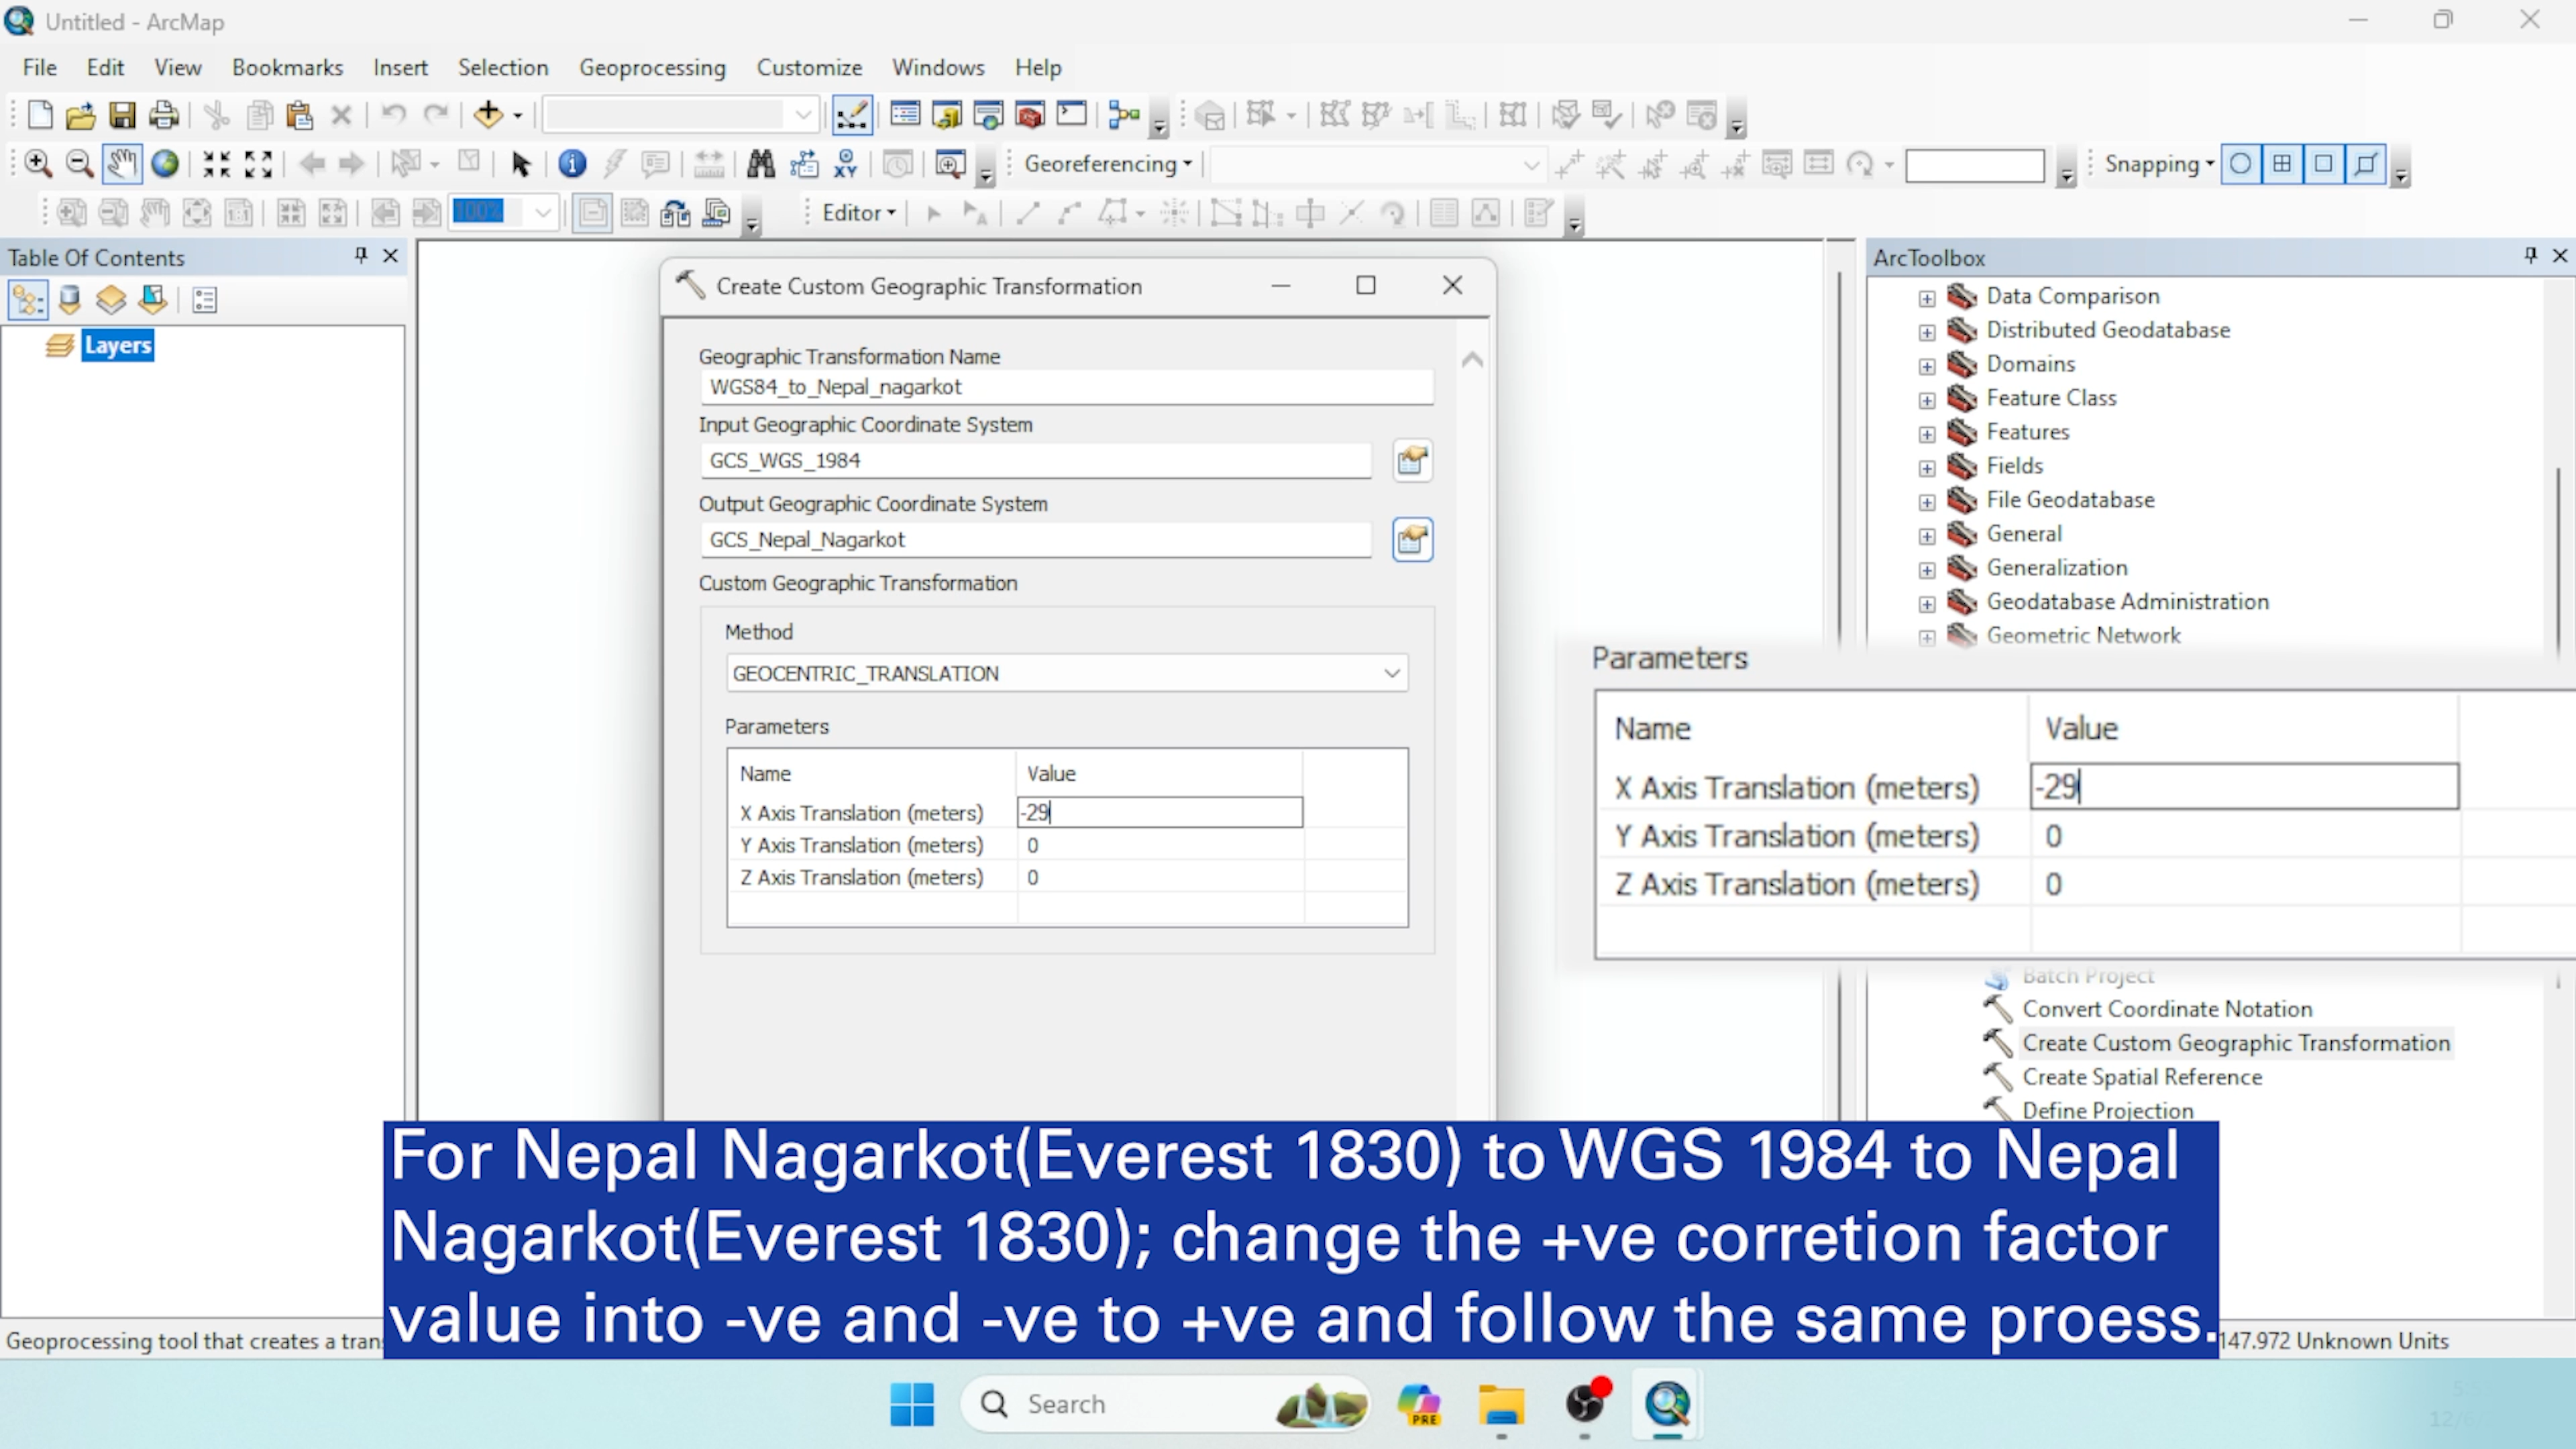 Untitled - ArcMap
File Edit View Bookmarks Insert Selection Geoprocessing Customize Windows Help
Georeferencing
Snapping
100%
Editor
Table Of Contents
Layers
Create Custom Geographic Transformation
Geographic Transformation Name
WGS84_to_Nepal_nagarkot
Input Geographic Coordinate System
GCS_WGS_1984
Output Geographic Coordinate System
GCS_Nepal_Nagarkot
Custom Geographic Transformation
Method
GEOCENTRIC_TRANSLATION
Parameters
Name Value
X Axis Translation (meters) -29
Y Axis Translation (meters) 0
Z Axis Translation (meters) 0
ArcToolbox
Data Comparison
Distributed Geodatabase
Domains
Feature Class
Features
Fields
File Geodatabase
General
Generalization
Geodatabase Administration
Geometric Network
Parameters
Name Value
X Axis Translation (meters) -29
Y Axis Translation (meters) 0
Z Axis Translation (meters) 0
Batch Project
Convert Coordinate Notation
Create Custom Geographic Transformation
Create Spatial Reference
Define Projection
For Nepal Nagarkot(Everest 1830) to WGS 1984 to Nepal
Nagarkot(Everest 1830); change the +ve corretion factor
value into -ve and -ve to +ve and follow the same proess.
Geoprocessing tool that creates a tran
147.972 Unknown Units
Search
PRE